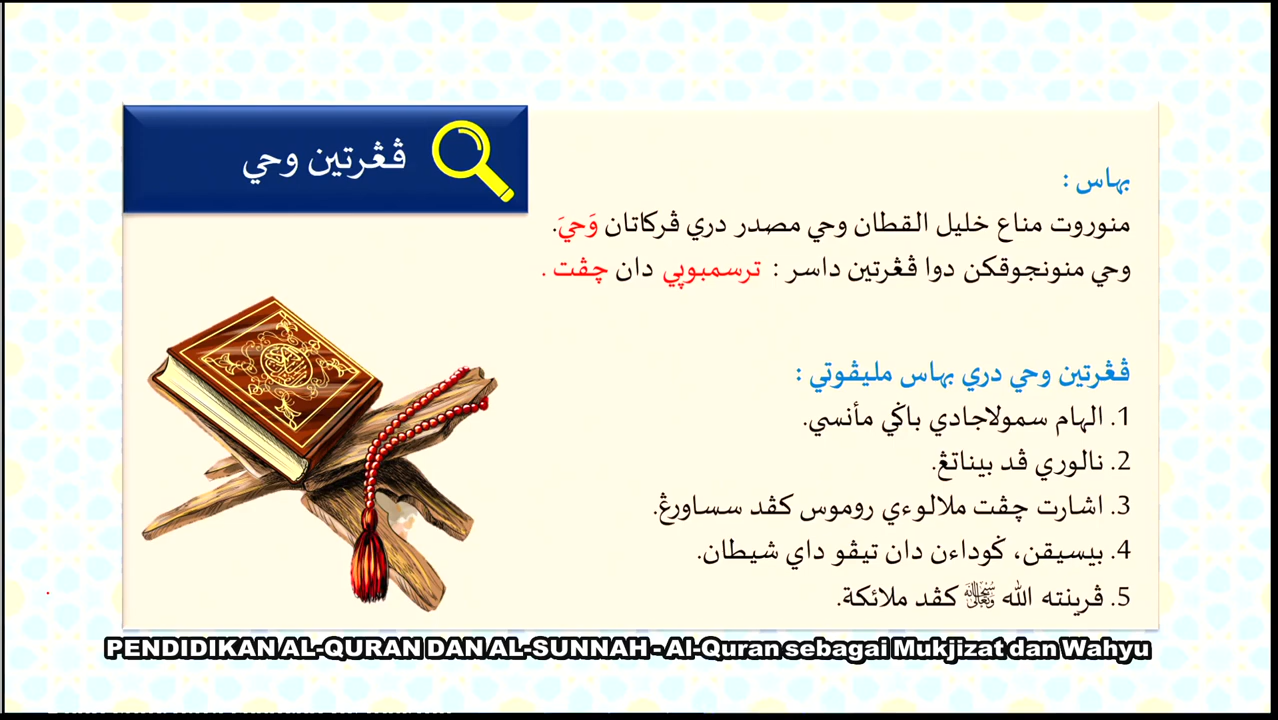 ڤڠرتين وحي
بهاس :
منوروت مناع خليل القطان وحي مصدر دري ڤركاتان وَحيَ.
وحي منونجوقكن دوا ڤڠرتين داسر : ترسمبوڽي دان چڤت .
ڤڠرتين وحي دري بهاس مليڤوتي :
1. الهام سمولاجادي باݢي مأنسي.
2. نالوري ڤد بيناتڠ.
3. اشارت چڤت ملالوءي روموس كڤد سساورڠ.
4. بيسيقن، ݢوداءن دان تيڤو داي شيطان.
5. ڤرينته الله ﷻ كڤد ملائكة.
PENDIDIKAN AL-QURAN DAN AL-SUNNAH - Al-Quran sebagai Mukjizat dan Wahyu